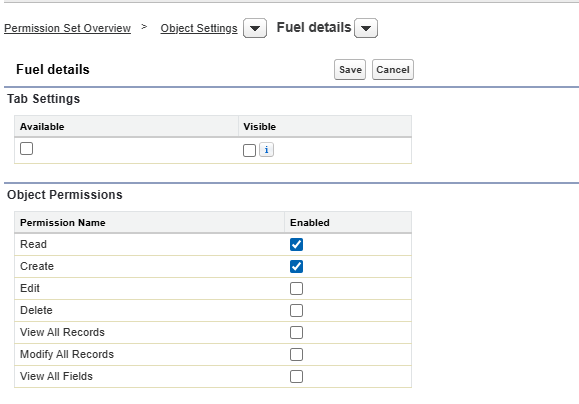 Permission Set Overview > Object Settings Fuel details
Fuel details Save Cancel
Tab Settings
Available Visible
i
Object Permissions
Permission Name Enabled
Read
Create
Edit
Delete
View All Records
Modify All Records
View All Fields